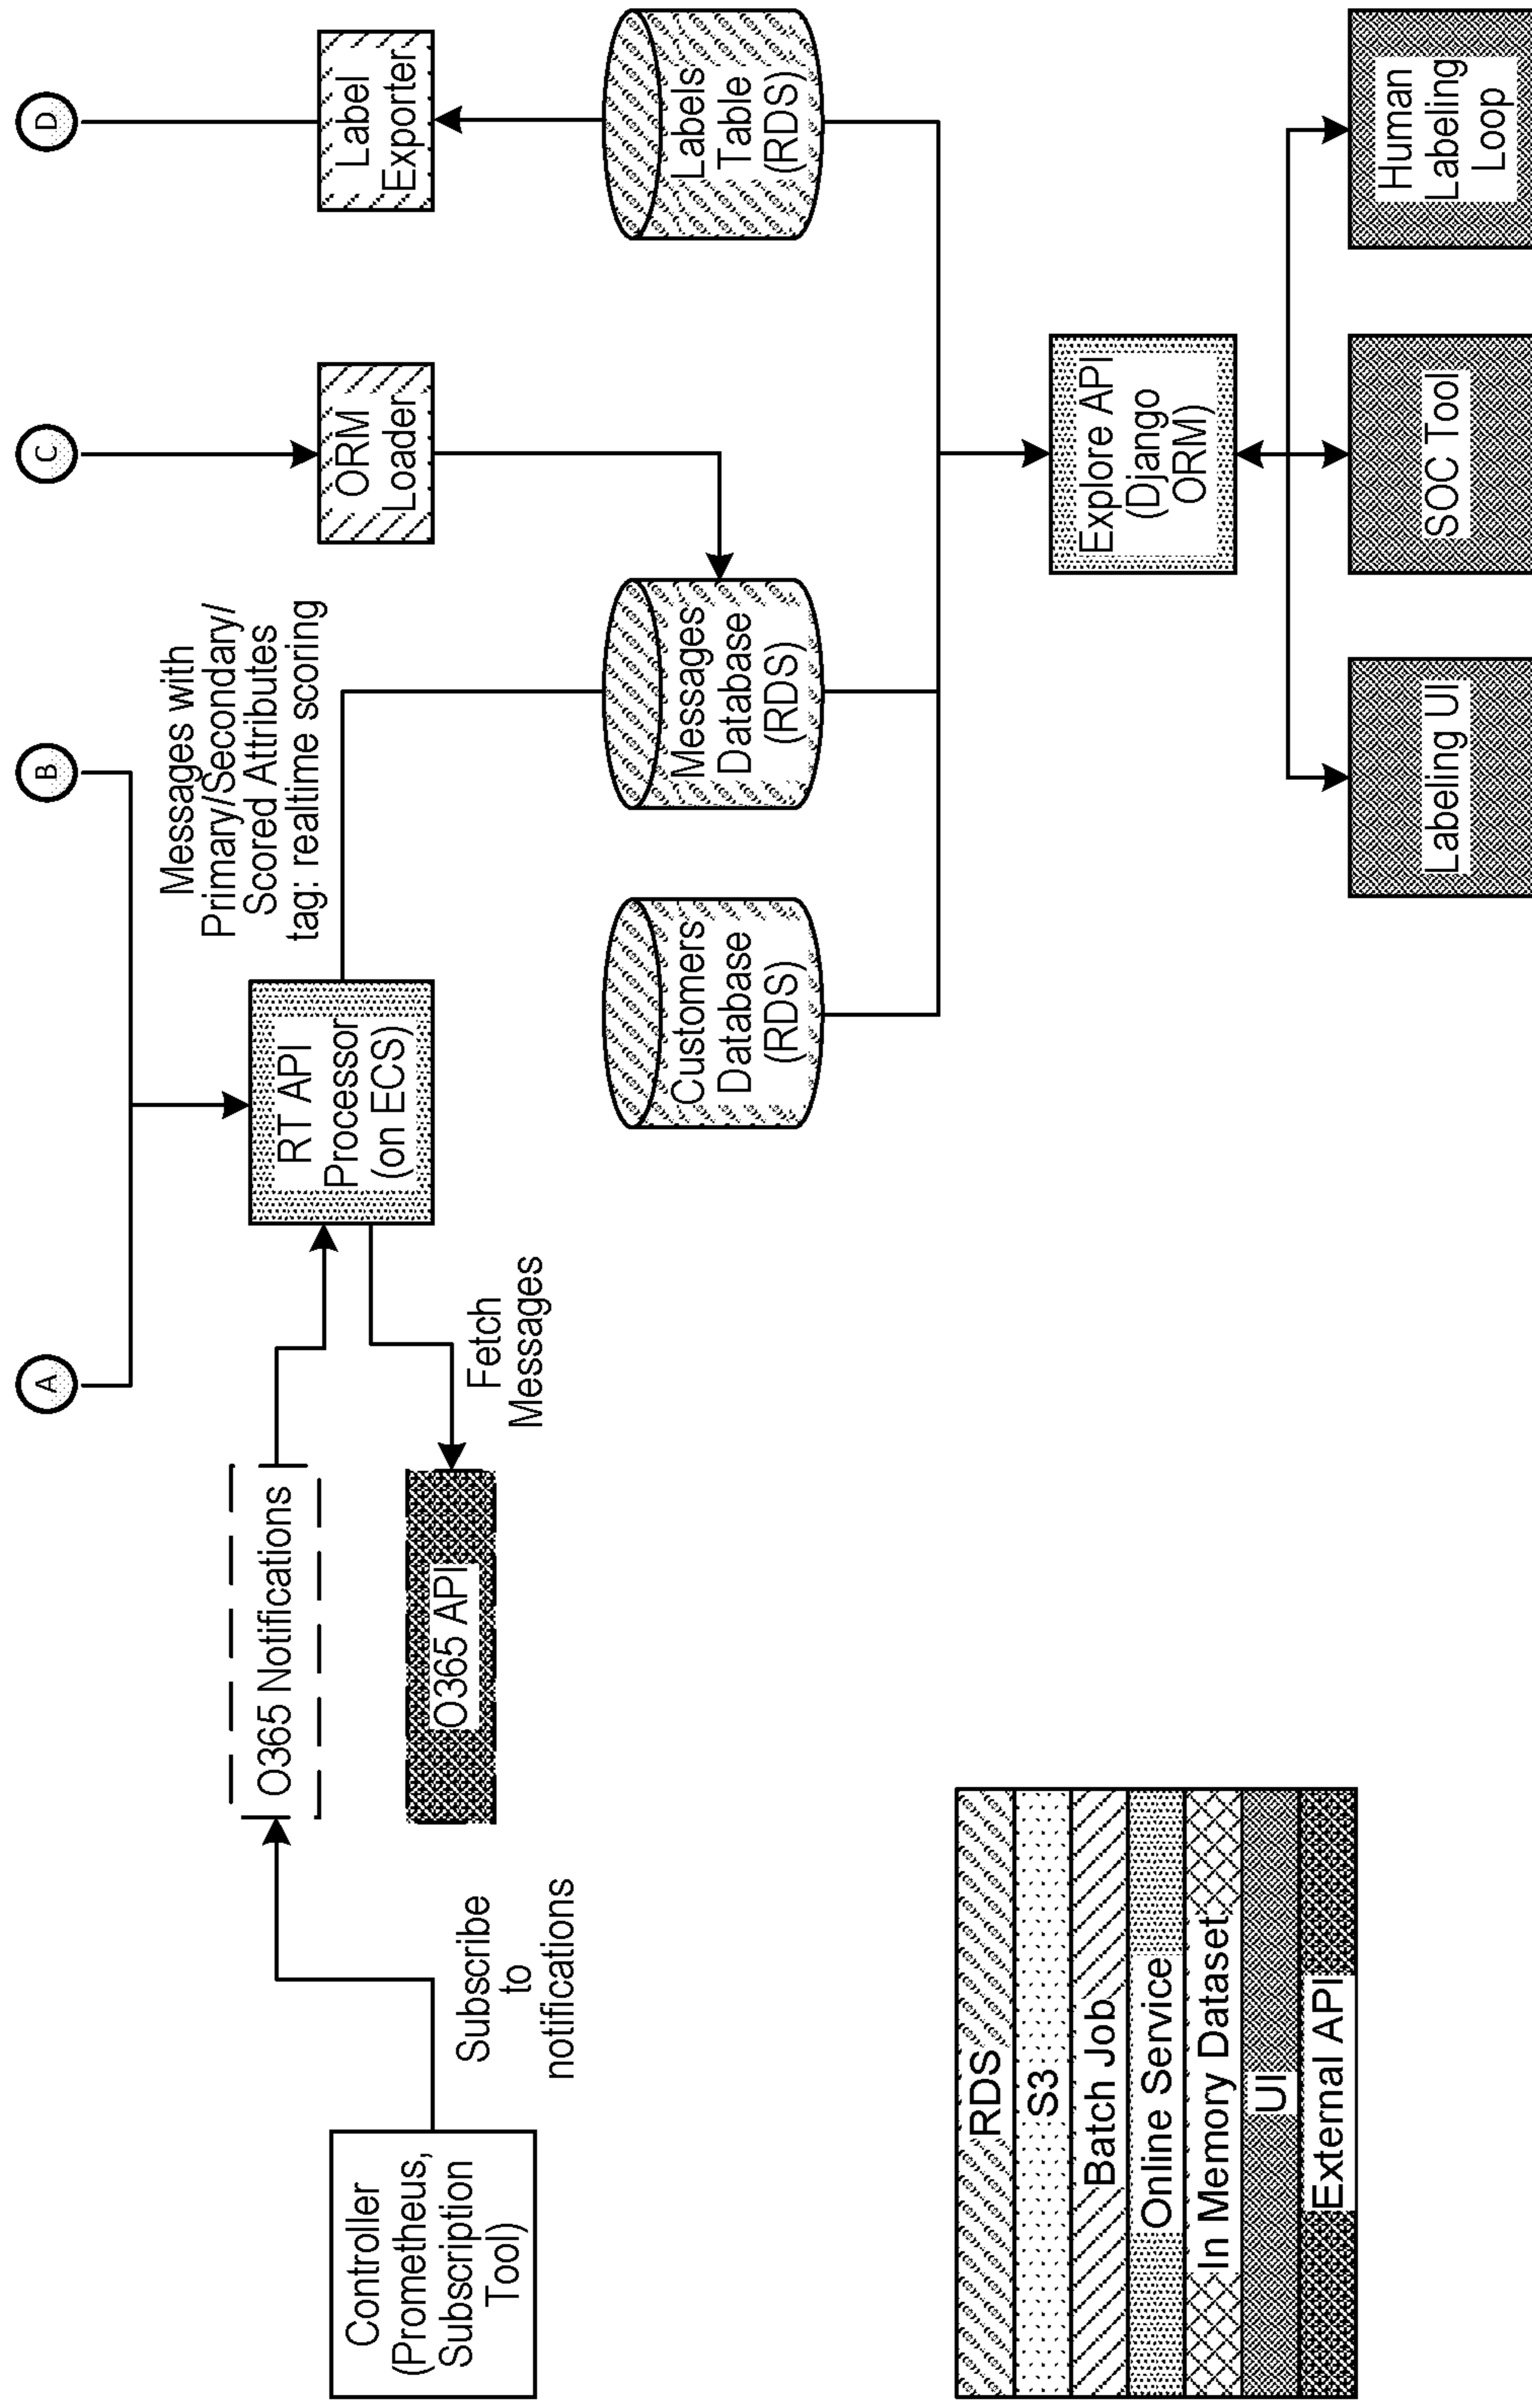 A
B
C
D
O365 Notifications
O365 API
Fetch
Messages
Controller
(Prometheus,
Subscription
Tool)
Subscribe
to
notifications
RT API
Processor
(on ECS)
Messages with
Primary/Secondary/
Scored Attributes
tag: realtime scoring
ORM
Loader
Label
Exporter
Customers
Database
(RDS)
Messages
Database
(RDS)
Labels
Table
(RDS)
Explore API
(Django
ORM)
Labeling UI
SOC Tool
Human
Labeling
Loop
RDS
S3
Batch Job
Online Service
In Memory Dataset
UI
External API